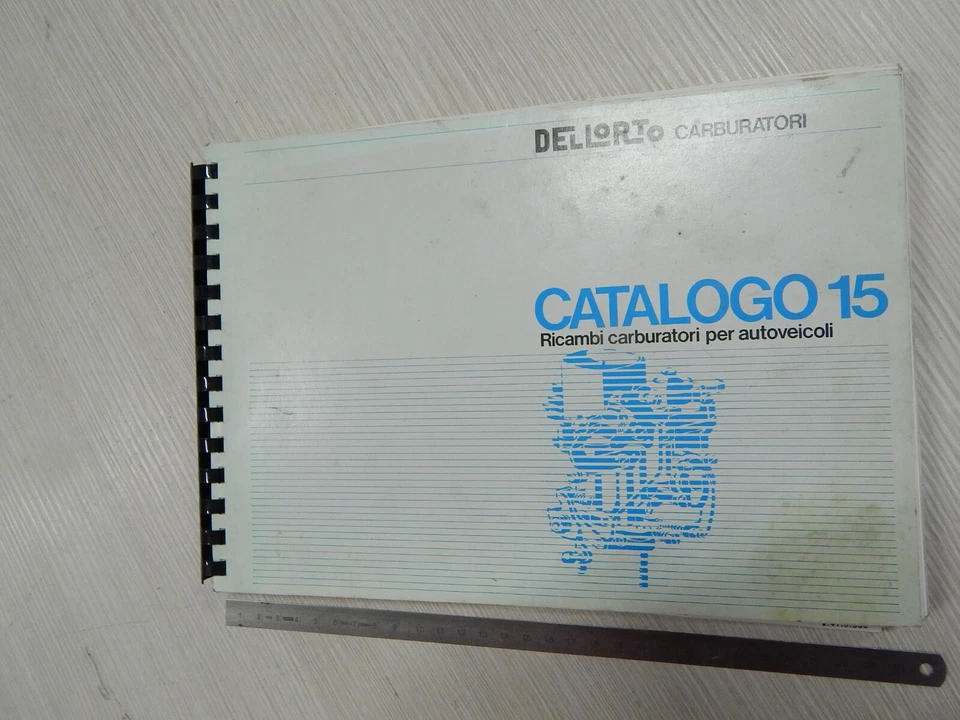 DELLORTO CARBURATORI
CATALOGO 15
Ricambi carburatori per autoveicoli